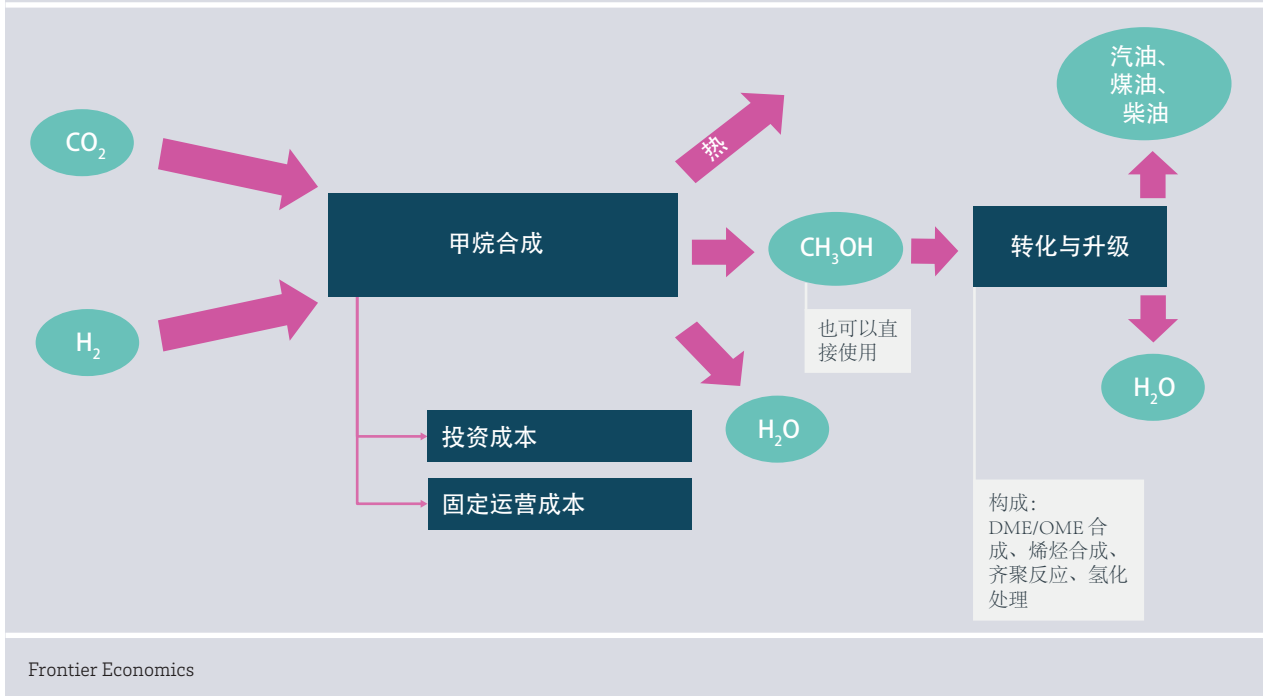 汽油、
煤油、
柴油
CO₂
热
甲烷合成
CH₃OH
转化与升级
也可以直
接使用
H₂
H₂O
H₂O
投资成本
固定运营成本
构成：
DME/OME 合
成、烯烃合成、
齐聚反应、氢化
处理
Frontier Economics